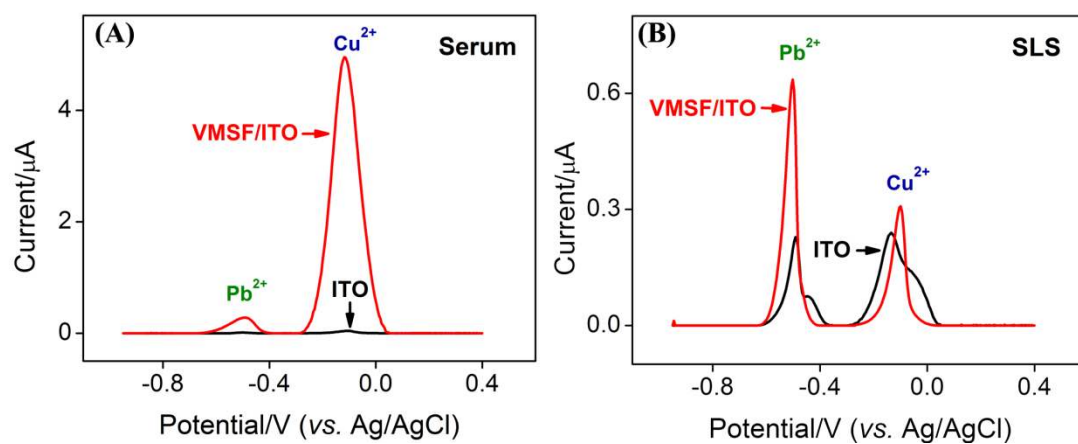 (A)
Serum
Cu²⁺
VMSF/ITO
Pb²⁺
ITO
4
2
0
Current/μA
-0.8 -0.4 0.0 0.4
Potential/V (vs. Ag/AgCl)
(B)
SLS
Pb²⁺
VMSF/ITO
Cu²⁺
ITO
0.6
0.3
0.0
Current/μA
-0.8 -0.4 0.0 0.4
Potential/V (vs. Ag/AgCl)